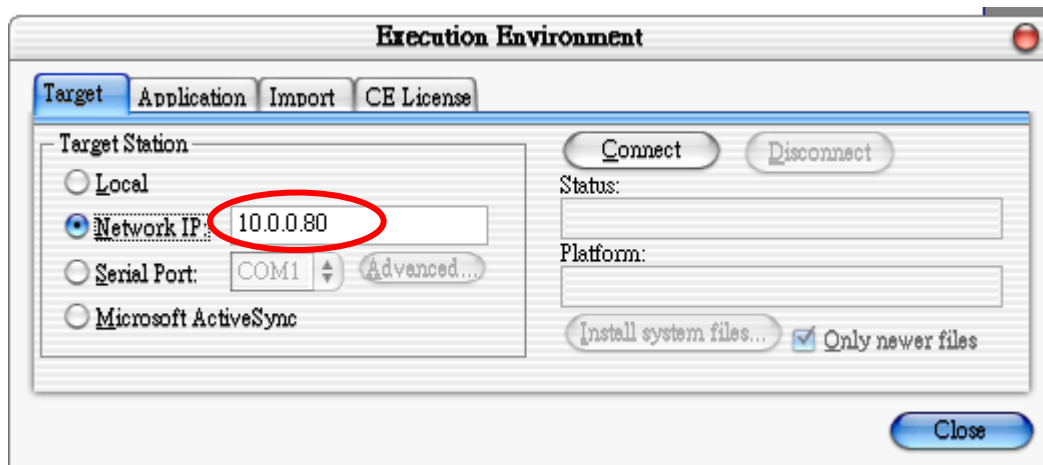 Execution Environment
Target Application Import CE License
Target Station
Local
Network IP: 10.0.0.80
Serial Port: COM1 Advanced...
Microsoft ActiveSync
Connect Disconnect
Status:
Platform:
Install system files... Only newer files
Close